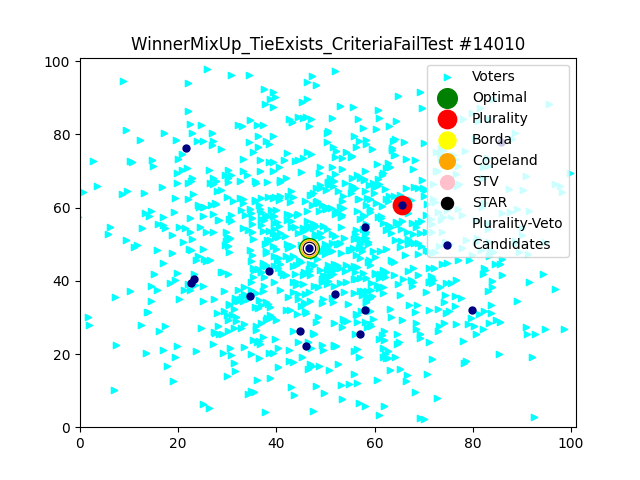 WinnerMixUp_TieExists_CriteriaFailTest #14010
100
80
60
40
20
0
0
20
40
60
80
100
Voters
Optimal
Plurality
Borda
Copeland
STV
STAR
Plurality-Veto
Candidates